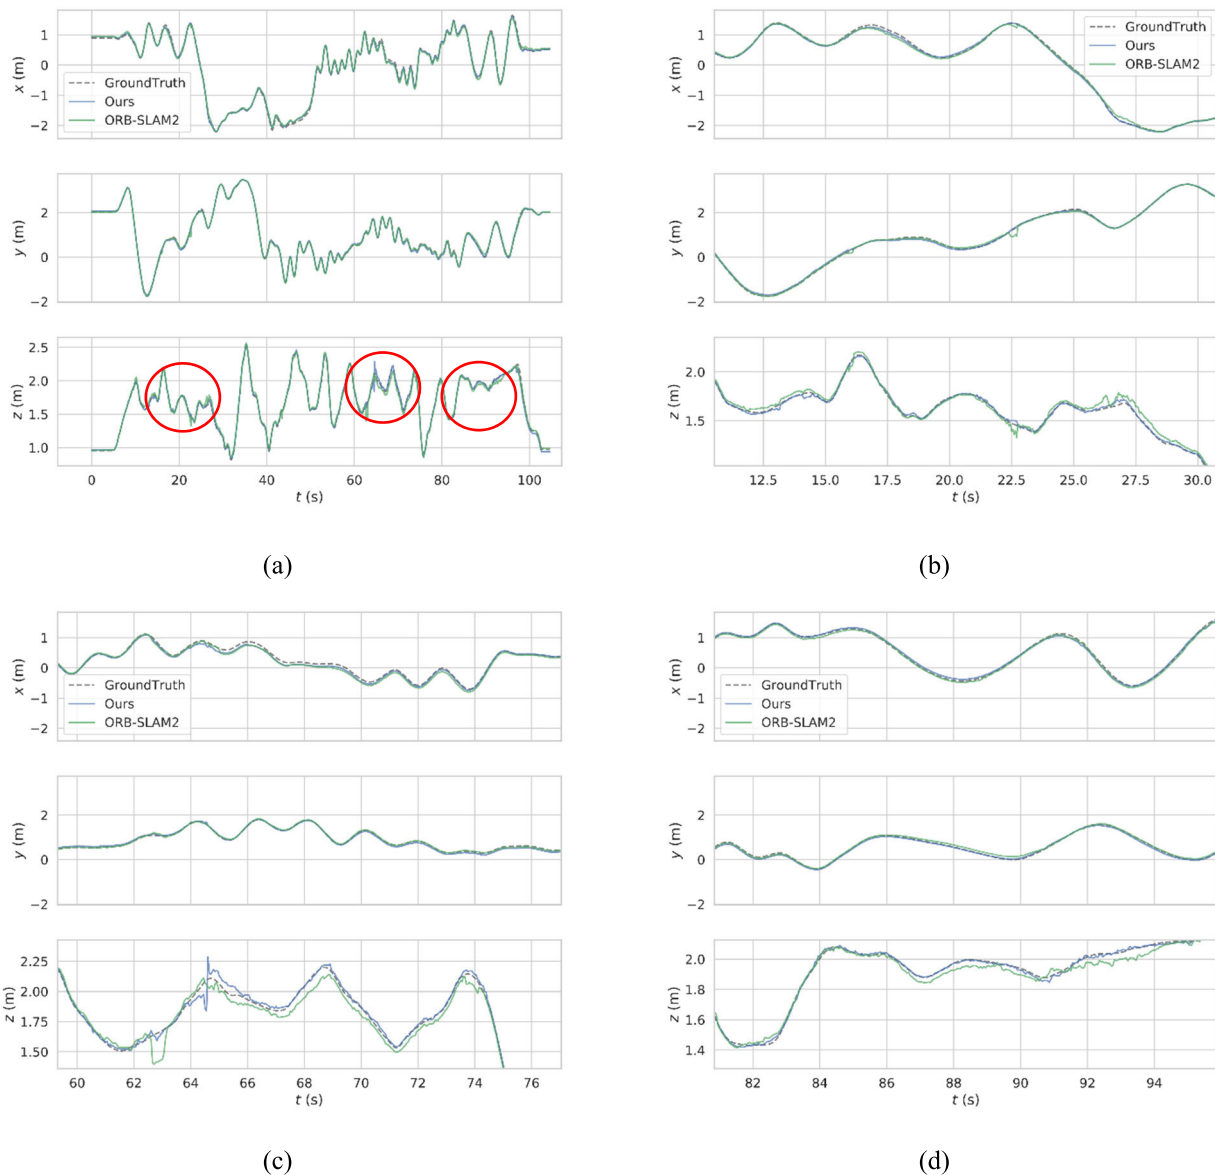 1
0
−1
−2
x (m)
GroundTruth
Ours
ORB-SLAM2
2
0
−2
y (m)
2.5
2.0
1.5
1.0
z (m)
0 20 40 60 80 100
t (s)
(a)
1
0
−1
−2
x (m)
GroundTruth
Ours
ORB-SLAM2
2
0
−2
y (m)
2.0
1.5
z (m)
12.5 15.0 17.5 20.0 22.5 25.0 27.5 30.0
t (s)
(b)
1
0
−1
−2
x (m)
GroundTruth
Ours
ORB-SLAM2
2
0
−2
y (m)
2.25
2.00
1.75
1.50
z (m)
60 62 64 66 68 70 72 74 76
t (s)
(c)
1
0
−1
−2
x (m)
GroundTruth
Ours
ORB-SLAM2
2
0
−2
y (m)
2.0
1.8
1.6
1.4
z (m)
82 84 86 88 90 92 94
t (s)
(d)